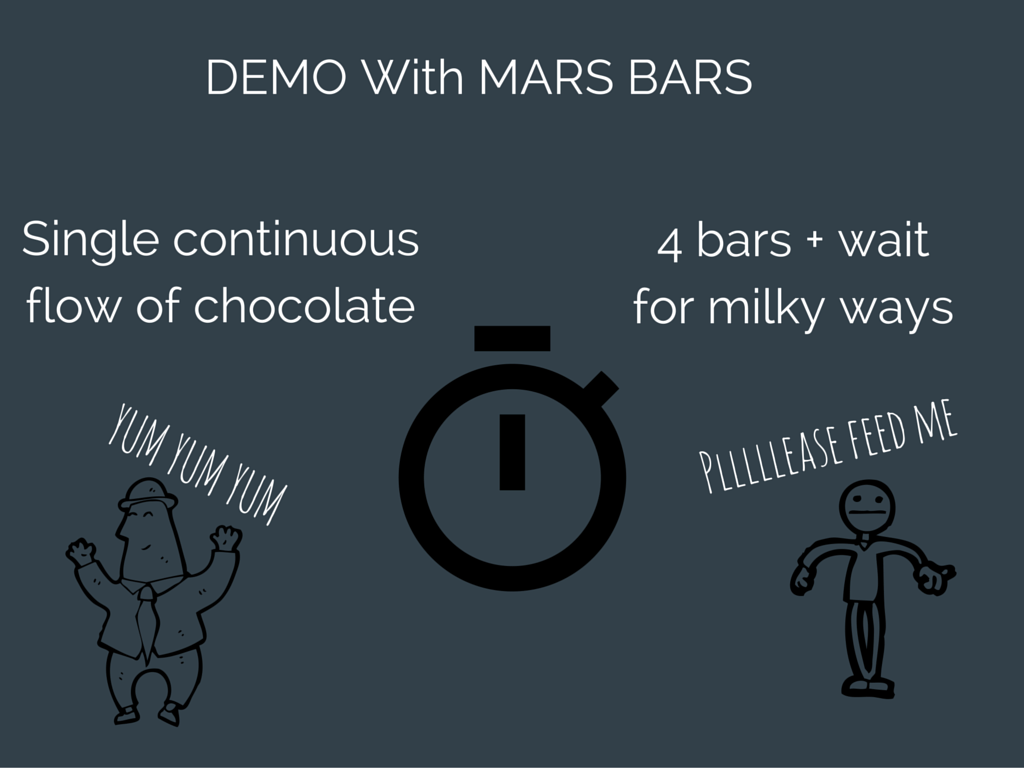 DEMO With MARS BARS
Single continuous
flow of chocolate
4 bars + wait
for milky ways
YUM YUM YUM
PLLLLLEASE FEED ME